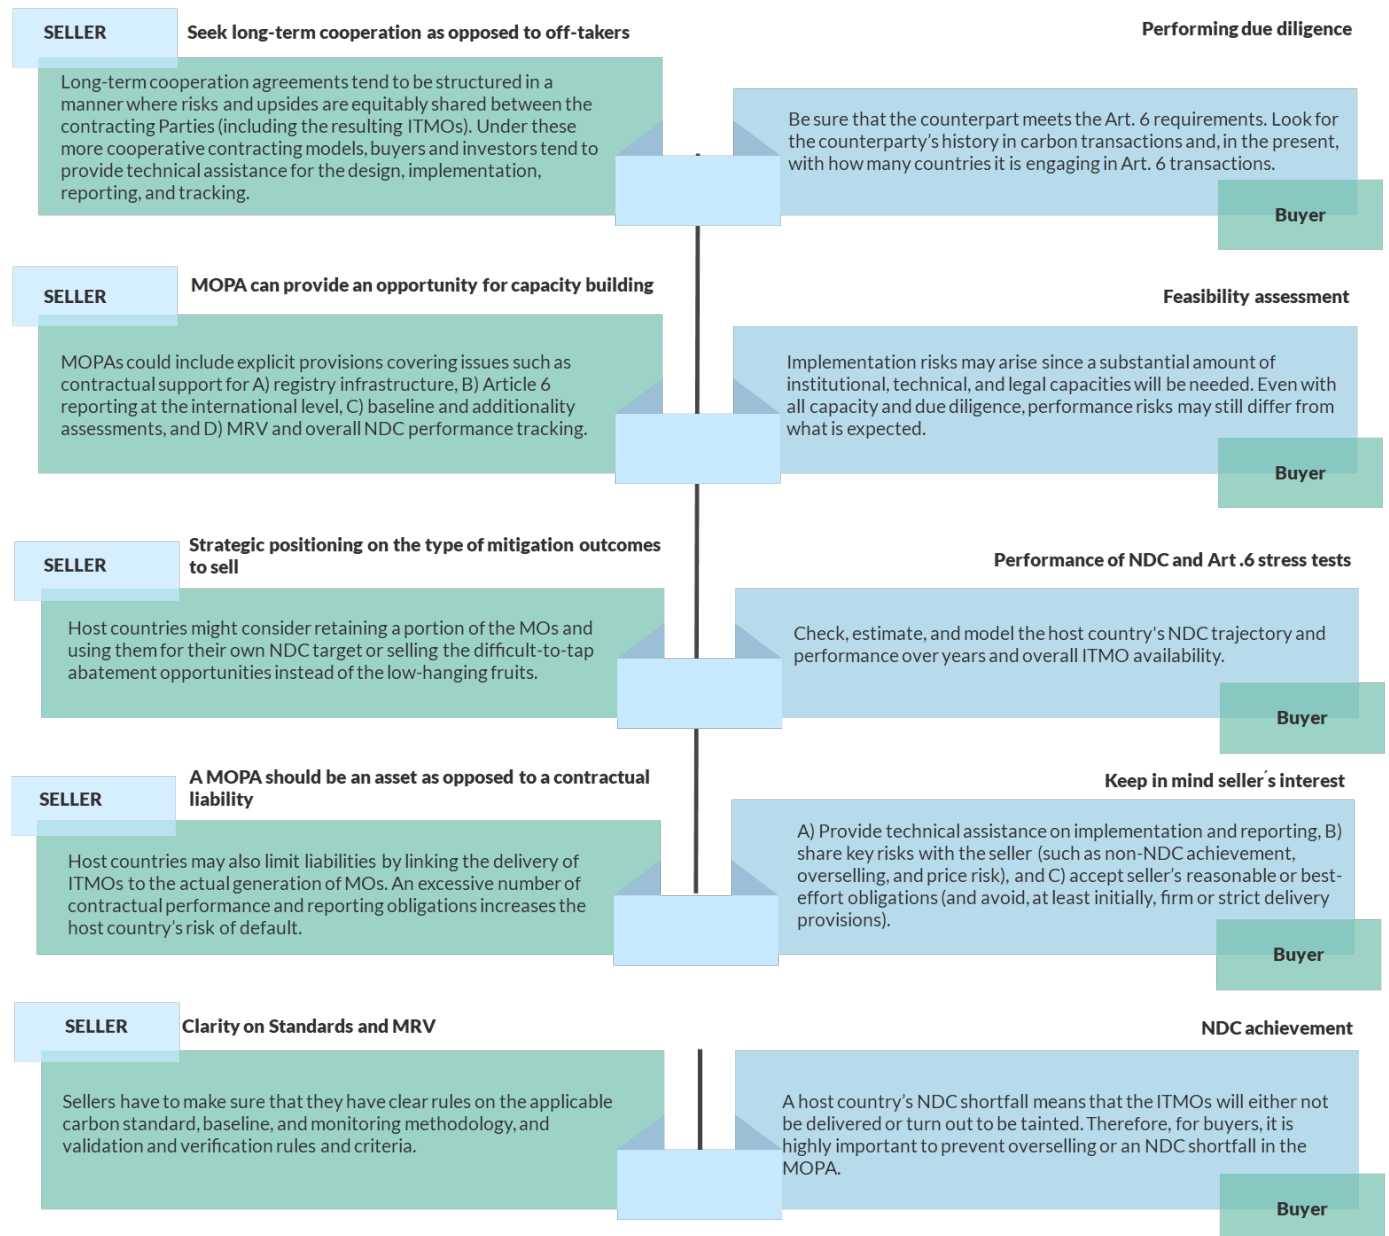 SELLER
Seek long-term cooperation as opposed to off-takers
Long-term cooperation agreements tend to be structured in a
manner where risks and upsides are equitably shared between the
contracting Parties (including the resulting ITMOs). Under these
more cooperative contracting models, buyers and investors tend to
provide technical assistance for the design, implementation,
reporting, and tracking.
Performing due diligence
Be sure that the counterpart meets the Art. 6 requirements. Look for
the counterparty's history in carbon transactions and, in the present,
with how many countries it is engaging in Art. 6 transactions.
Buyer
SELLER
MOPA can provide an opportunity for capacity building
MOPAs could include explicit provisions covering issues such as
contractual support for A) registry infrastructure, B) Article 6
reporting at the international level, C) baseline and additionality
assessments, and D) MRV and overall NDC performance tracking.
Feasibility assessment
Implementation risks may arise since a substantial amount of
institutional, technical, and legal capacities will be needed. Even with
all capacity and due diligence, performance risks may still differ from
what is expected.
Buyer
SELLER
Strategic positioning on the type of mitigation outcomes
to sell
Host countries might consider retaining a portion of the MOs and
using them for their own NDC target or selling the difficult-to-tap
abatement opportunities instead of the low-hanging fruits.
Performance of NDC and Art .6 stress tests
Check, estimate, and model the host country's NDC trajectory and
performance over years and overall ITMO availability.
Buyer
SELLER
A MOPA should be an asset as opposed to a contractual
liability
Host countries may also limit liabilities by linking the delivery of
ITMOs to the actual generation of MOs. An excessive number of
contractual performance and reporting obligations increases the
host country's risk of default.
Keep in mind seller´s interest
A) Provide technical assistance on implementation and reporting, B)
share key risks with the seller (such as non-NDC achievement,
overselling, and price risk), and C) accept seller's reasonable or best-
effort obligations (and avoid, at least initially, firm or strict delivery
provisions).
Buyer
SELLER
Clarity on Standards and MRV
Sellers have to make sure that they have clear rules on the applicable
carbon standard, baseline, and monitoring methodology, and
validation and verification rules and criteria.
NDC achievement
A host country's NDC shortfall means that the ITMOs will either not
be delivered or turn out to be tainted. Therefore, for buyers, it is
highly important to prevent overselling or an NDC shortfall in the
MOPA.
Buyer